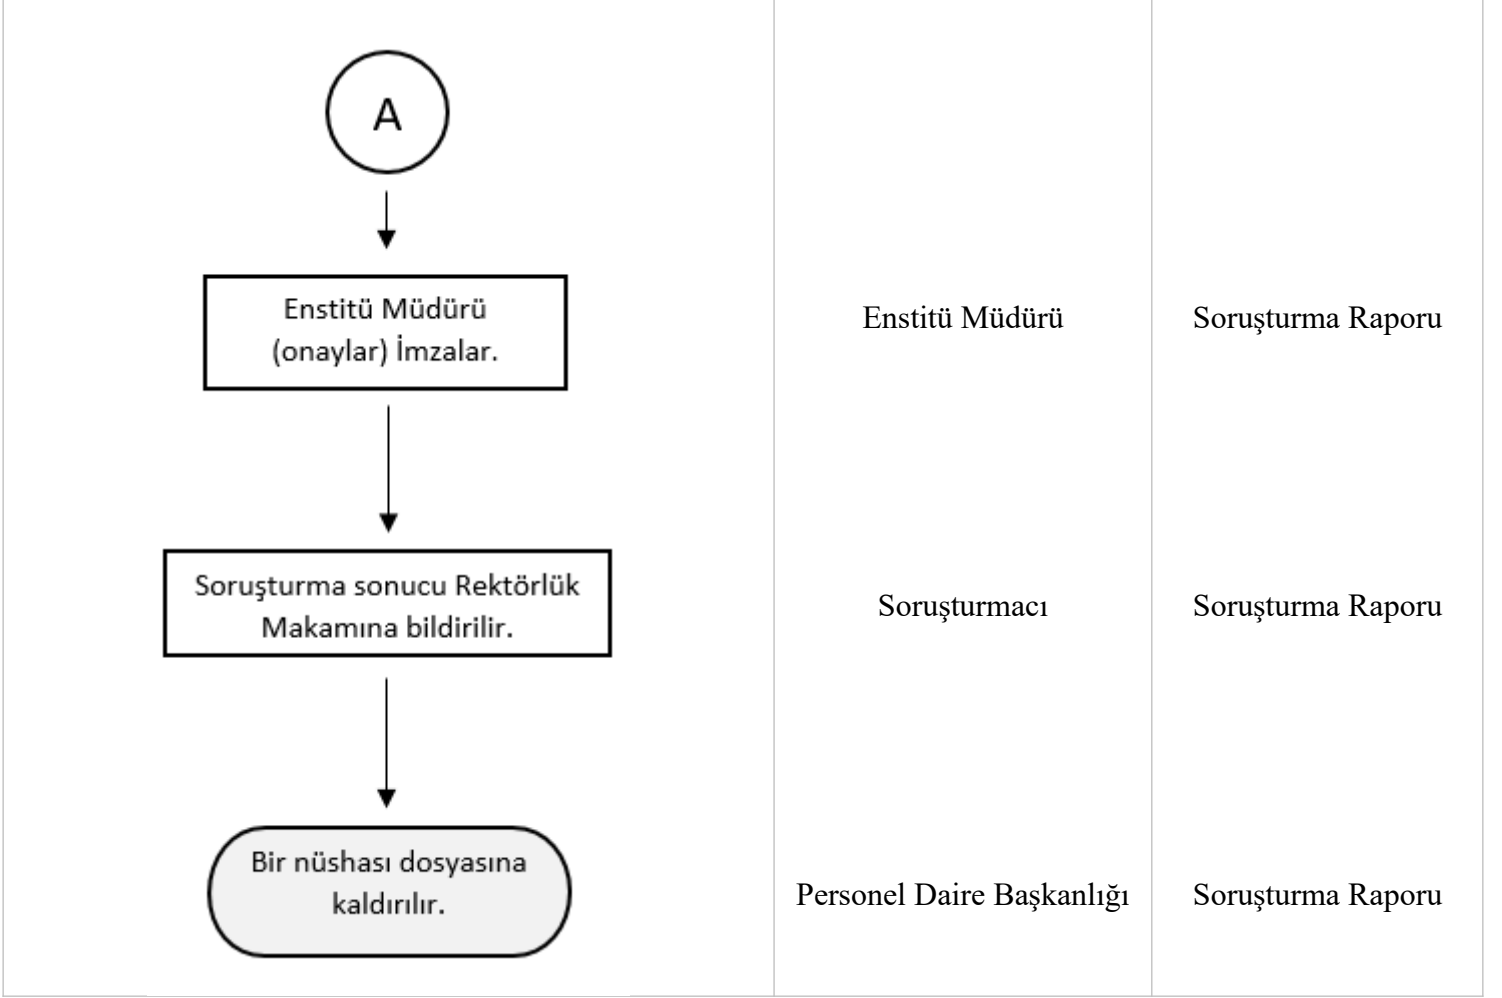 A
Enstitü Müdürü
(onaylar) İmzalar.
Enstitü Müdürü
Soruşturma Raporu
Soruşturma sonucu Rektörlük
Makamına bildirilir.
Soruşturmacı
Soruşturma Raporu
Bir nüshası dosyasına
kaldırılır.
Personel Daire Başkanlığı
Soruşturma Raporu